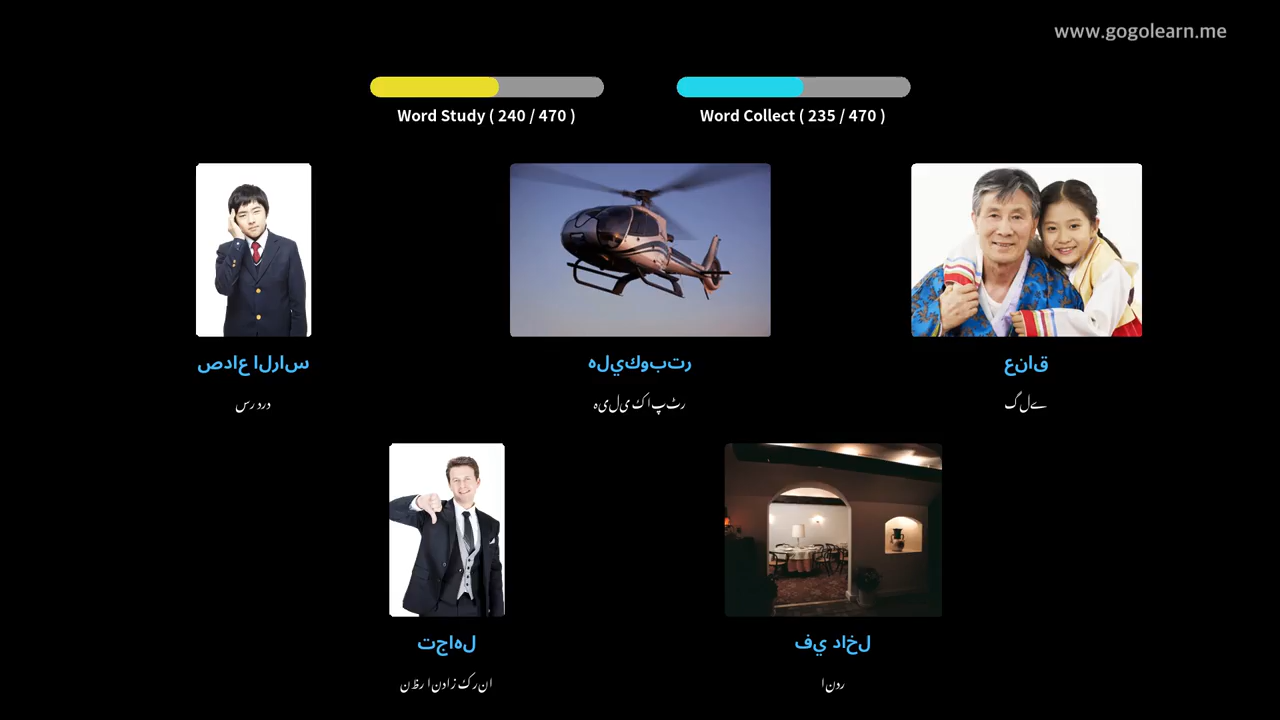 www.gogolearn.me
Word Study ( 240 / 470 )
Word Collect ( 235 / 470 )
صداع الراس
سر درد
هليكوبتر
ہیلی کاپٹر
عناق
گلے
تجاهل
نظر انداز کرنا
في داخل
اندر